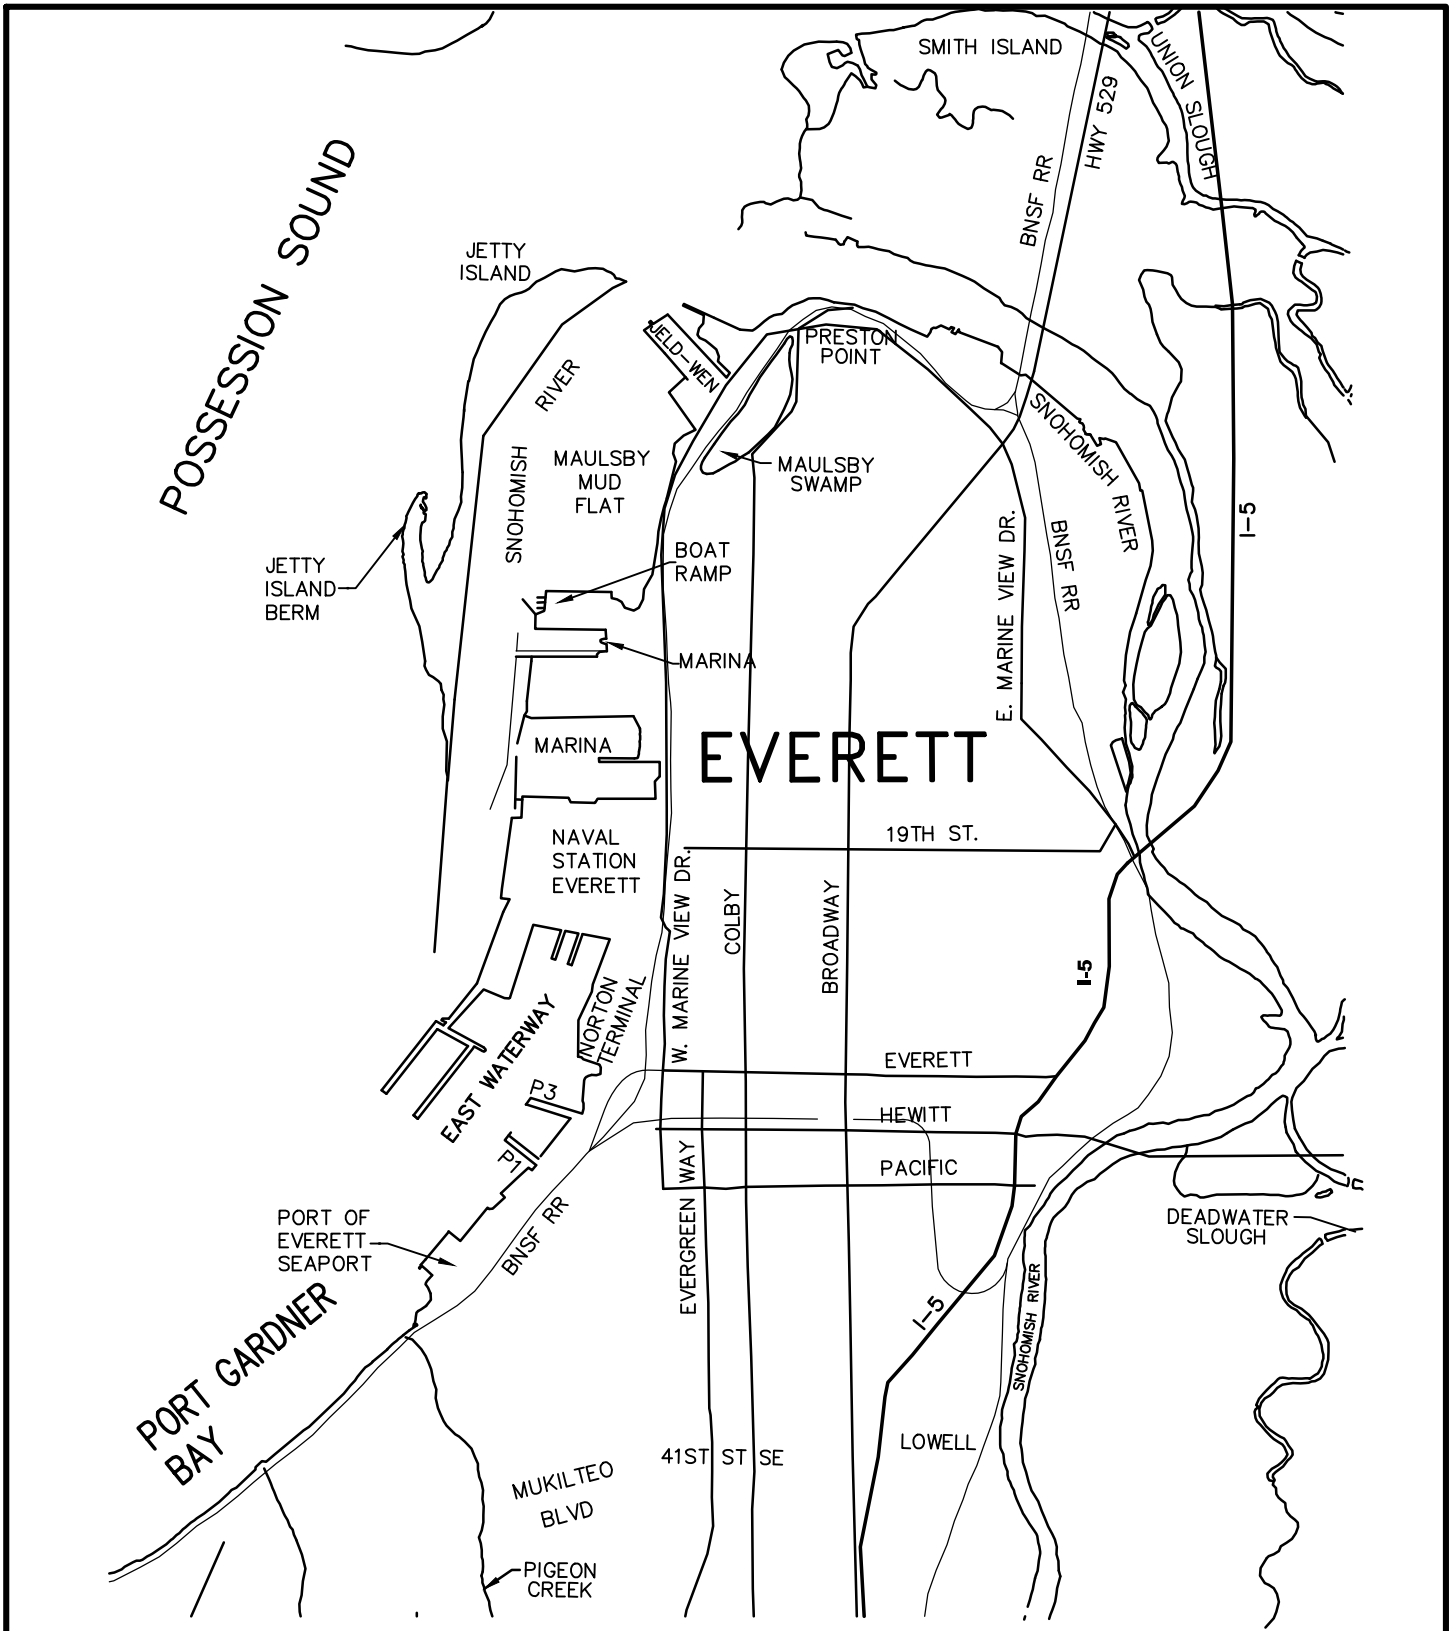 SMITH ISLAND
UNION SLOUGH
HWY 529
BNSF RR
POSSESSION SOUND
JETTY
ISLAND
RIVER
SNOHOMISH
JELD-WEN
PRESTON
POINT
SNOHOMISH RIVER
MAULSBY
MUD
FLAT
MAULSBY
SWAMP
I-5
E. MARINE VIEW DR.
BNSF RR
JETTY
ISLAND
BERM
BOAT
RAMP
MARINA
MARINA
EVERETT
19TH ST.
NAVAL
STATION
EVERETT
W. MARINE VIEW DR.
COLBY
BROADWAY
I-5
NORTON
TERMINAL
EAST WATERWAY
P3
P1
EVERETT
HEWITT
PACIFIC
EVERGREEN WAY
BNSF RR
PORT OF
EVERETT
SEAPORT
DEADWATER
SLOUGH
SNOHOMISH RIVER
I-5
PORT GARDNER
BAY
LOWELL
41ST ST SE
MUKILTEO
BLVD
PIGEON
CREEK